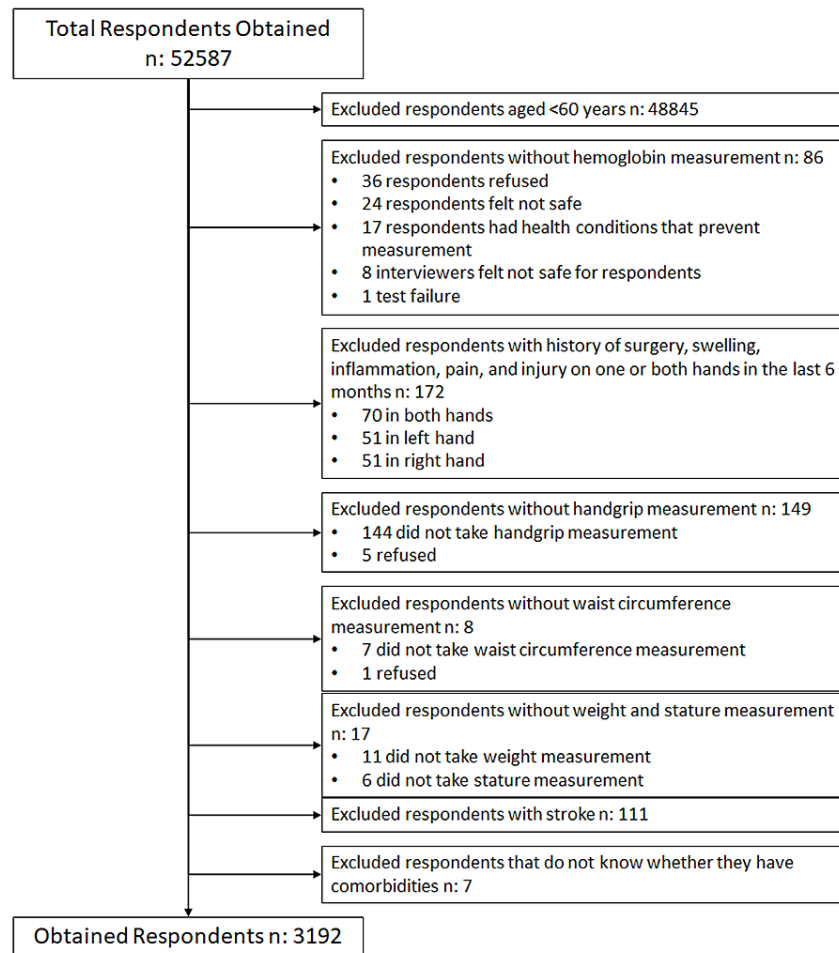 Total Respondents Obtained
n: 52587
Excluded respondents aged <60 years n: 48845
Excluded respondents without hemoglobin measurement n: 86
• 36 respondents refused
• 24 respondents felt not safe
• 17 respondents had health conditions that prevent
measurement
• 8 interviewers felt not safe for respondents
• 1 test failure
Excluded respondents with history of surgery, swelling,
inflammation, pain, and injury on one or both hands in the last 6
months n: 172
• 70 in both hands
• 51 in left hand
• 51 in right hand
Excluded respondents without handgrip measurement n: 149
• 144 did not take handgrip measurement
• 5 refused
Excluded respondents without waist circumference
measurement n: 8
• 7 did not take waist circumference measurement
• 1 refused
Excluded respondents without weight and stature measurement
n: 17
• 11 did not take weight measurement
• 6 did not take stature measurement
Excluded respondents with stroke n: 111
Excluded respondents that do not know whether they have
comorbidities n: 7
Obtained Respondents n: 3192